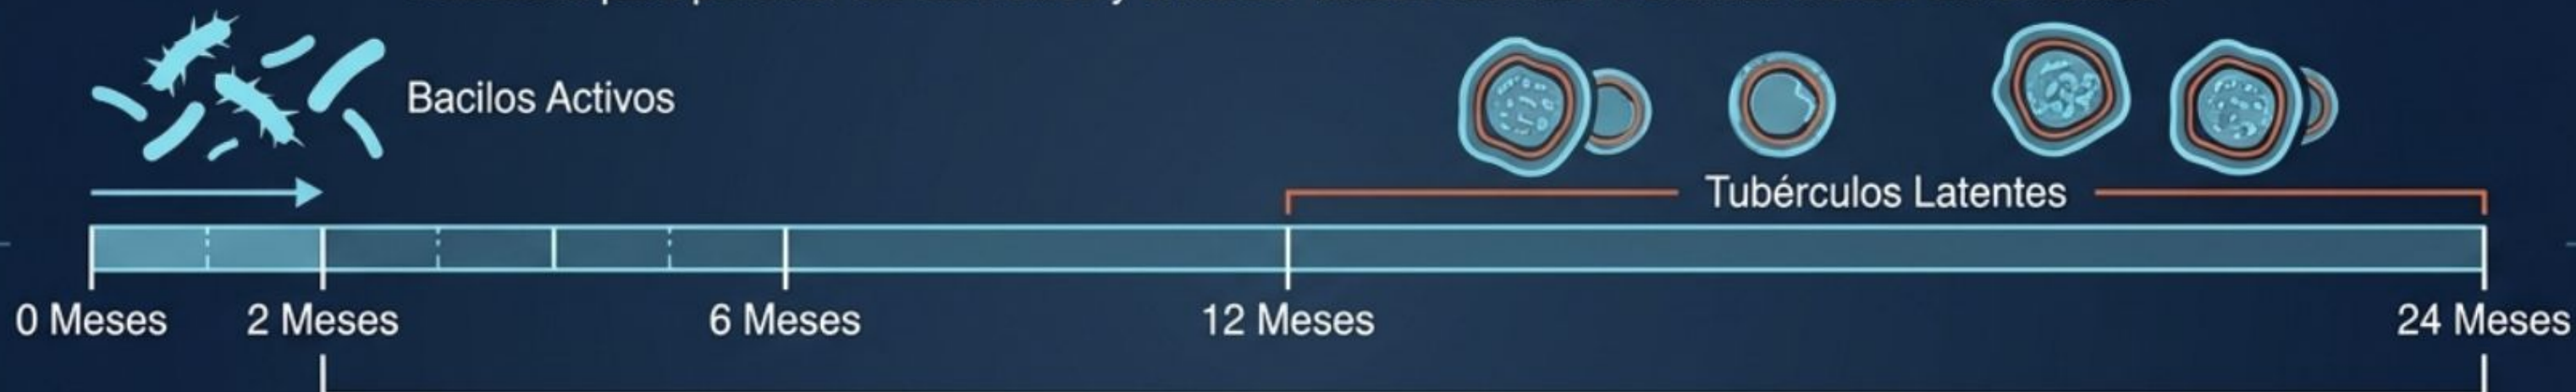 Bacilos Activos
Tubérculos Latentes
0 Meses
2 Meses
6 Meses
12 Meses
24 Meses